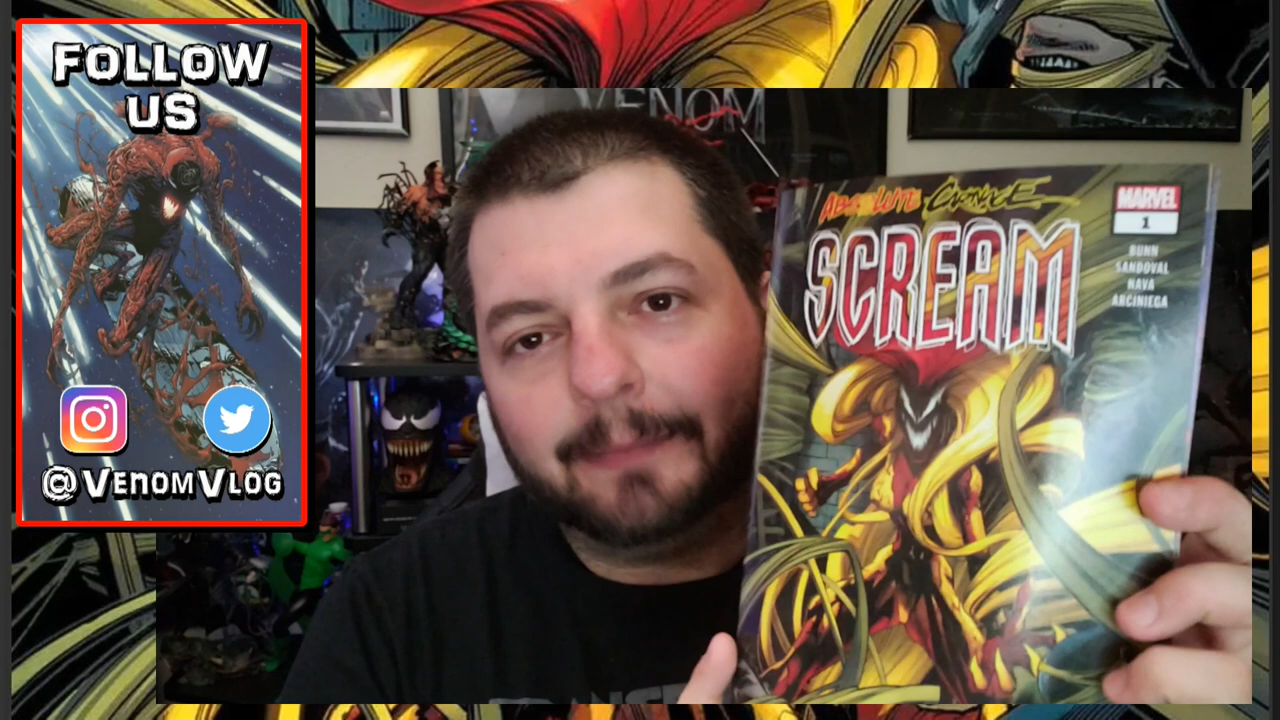 FOLLOW
US
@VENOMVLOG
VENOM
ABSOLUTE CARNAGE
SCREAM
MARVEL
1
BUNN
SANDOVAL
NAVA
ARCINIEGA